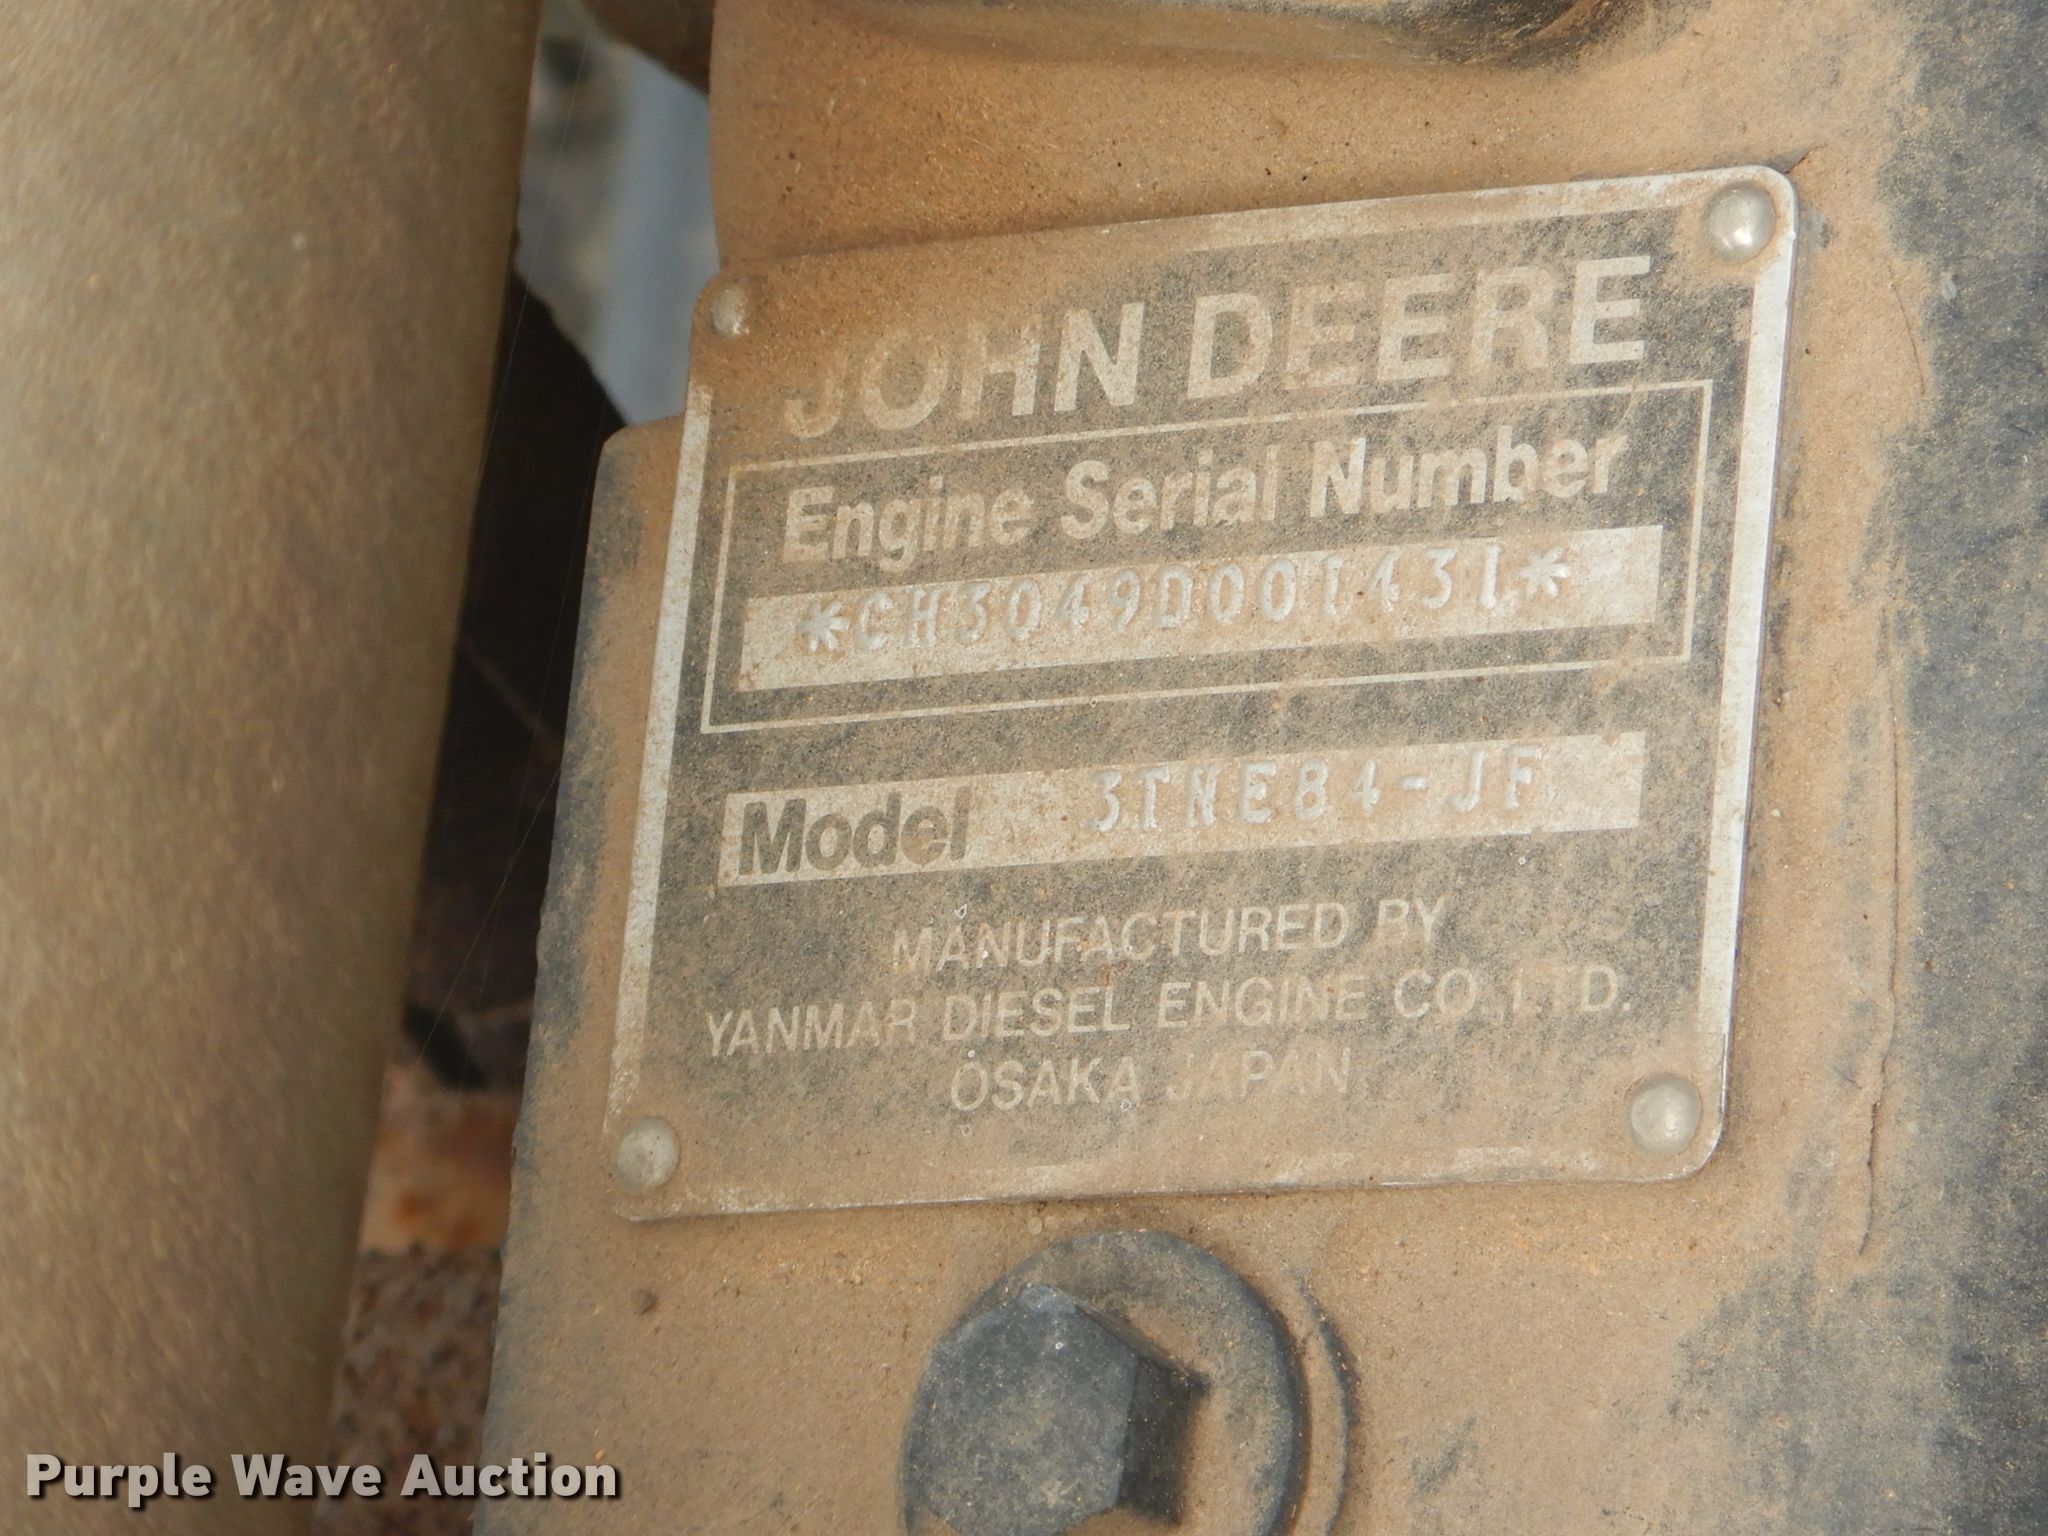 JOHN DEERE
Engine Serial Number
*CH3049D001431*
Model 3TNE84-JF
MANUFACTURED BY
YANMAR DIESEL ENGINE CO.,LTD.
OSAKA JAPAN
Purple Wave Auction